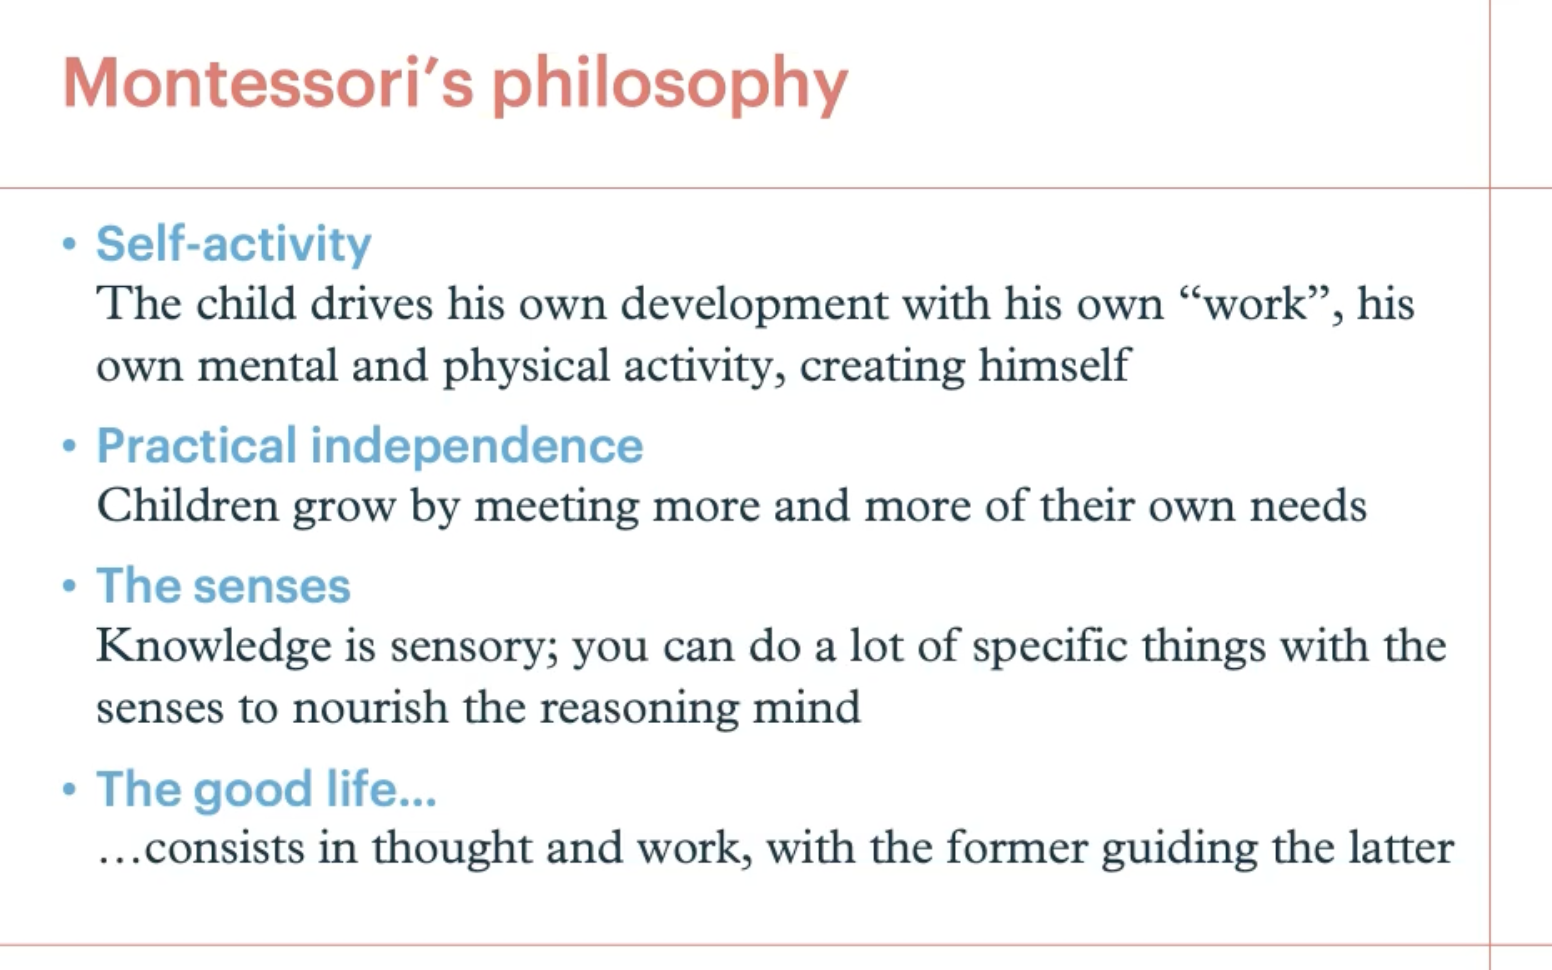 Montessori’s philosophy
• Self-activity
The child drives his own development with his own “work”, his
own mental and physical activity, creating himself
• Practical independence
Children grow by meeting more and more of their own needs
• The senses
Knowledge is sensory; you can do a lot of specific things with the
senses to nourish the reasoning mind
• The good life…
…consists in thought and work, with the former guiding the latter